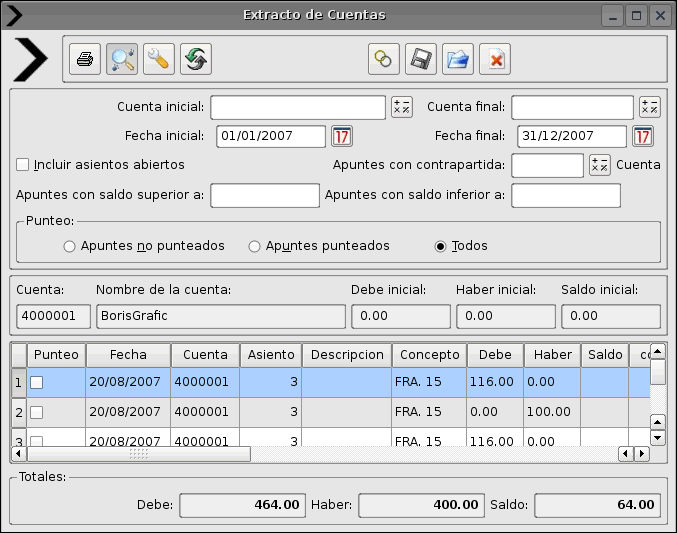 Extracto de Cuentas
Cuenta inicial: Cuenta final:
Fecha inicial: 01/01/2007 17 Fecha final: 31/12/2007 17
Incluir asientos abiertos Apuntes con contrapartida: Cuenta
Apuntes con saldo superior a: Apuntes con saldo inferior a:
Punteo:
Apuntes no punteados Apuntes punteados Todos
Cuenta: Nombre de la cuenta: Debe inicial: Haber inicial: Saldo inicial:
4000001 BorisGrafic 0.00 0.00 0.00
Punteo Fecha Cuenta Asiento Descripcion Concepto Debe Haber Saldo
1 20/08/2007 4000001 3 FRA. 15 116.00 0.00
2 20/08/2007 4000001 3 FRA. 15 0.00 100.00
3 20/08/2007 4000001 3 FRA. 15 116.00 0.00
Totales:
Debe: 464.00 Haber: 400.00 Saldo: 64.00